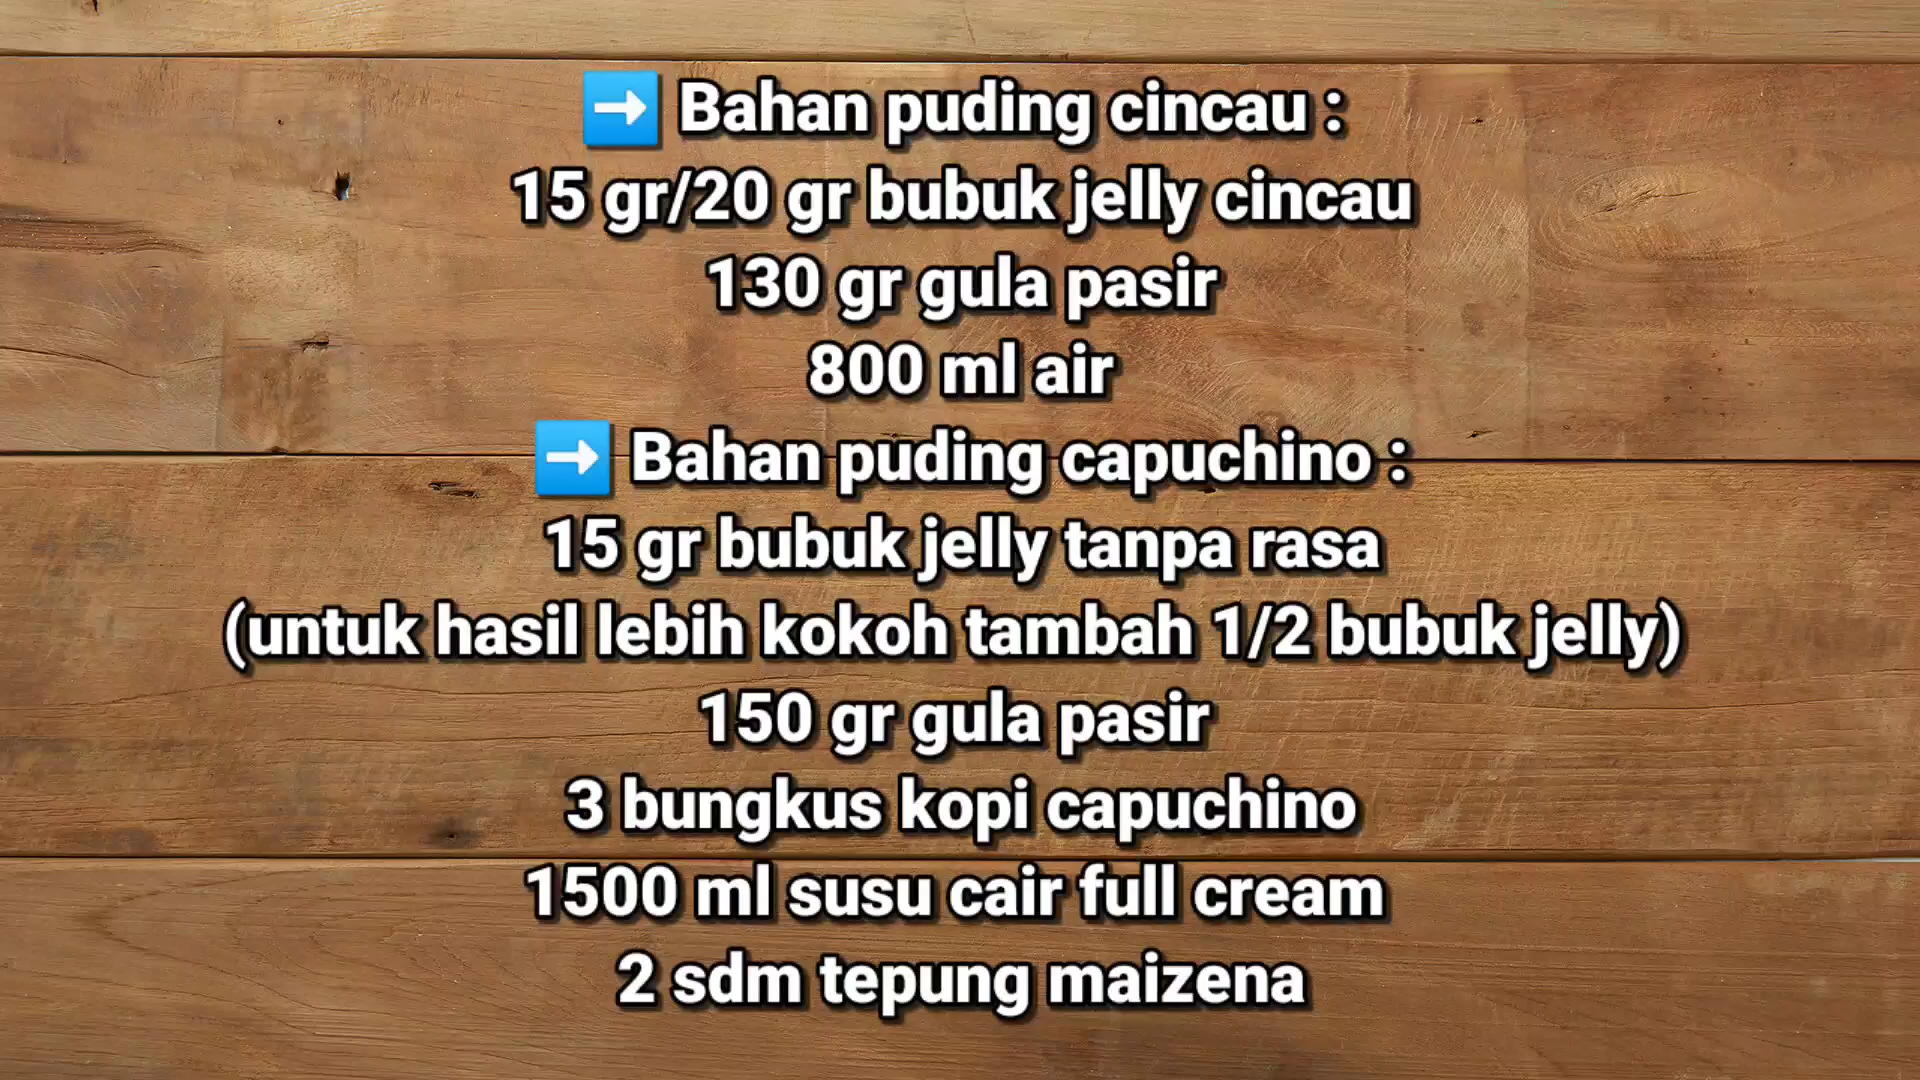 ➡ Bahan puding cincau :
15 gr/20 gr bubuk jelly cincau
130 gr gula pasir
800 ml air
➡ Bahan puding capuchino :
15 gr bubuk jelly tanpa rasa
(untuk hasil lebih kokoh tambah 1/2 bubuk jelly)
150 gr gula pasir
3 bungkus kopi capuchino
1500 ml susu cair full cream
2 sdm tepung maizena